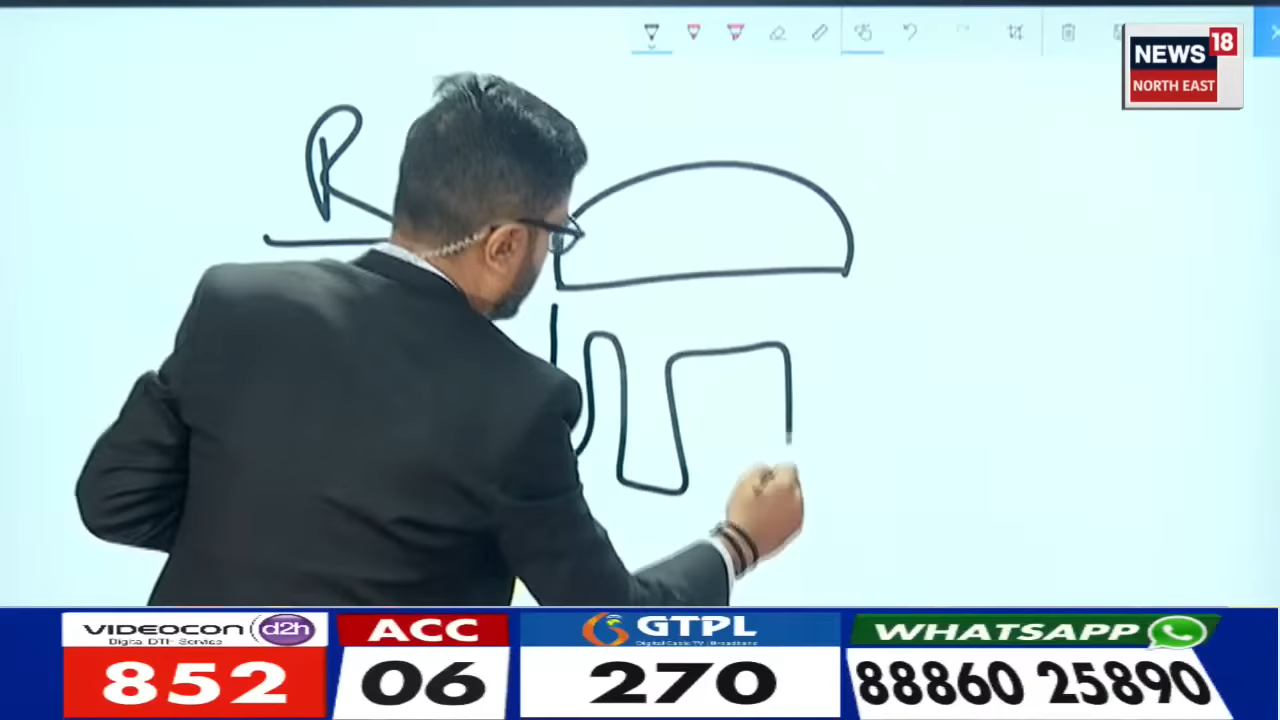 NEWS 18
NORTH EAST
R
VIDEOCON d2h
Digital DTH Service
852
ACC
06
GTPL
Digital Cable TV | Broadband
270
WHATSAPP
88860 25890